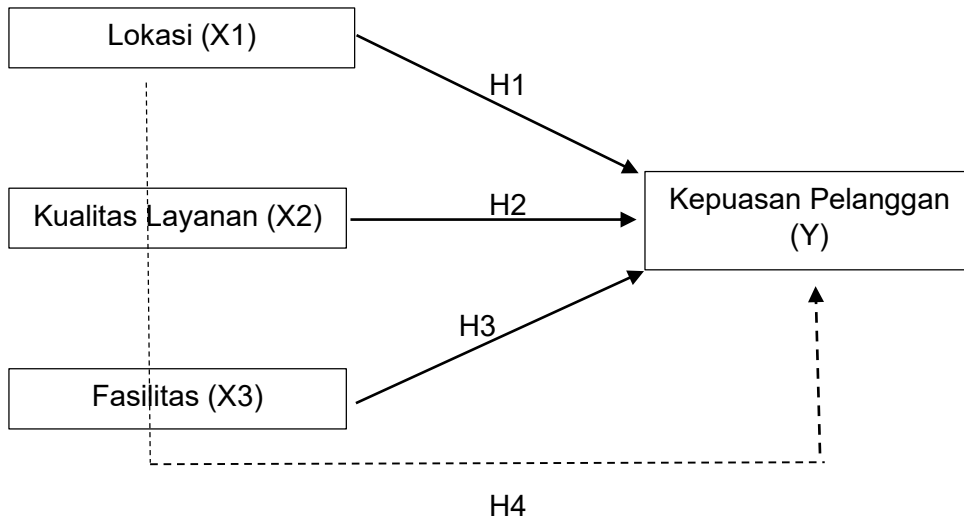 Lokasi (X1)
H1
Kualitas Layanan (X2)
H2
Kepuasan Pelanggan
(Y)
H3
Fasilitas (X3)
H4